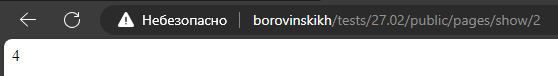 Небезопасно borovinskikh/tests/27.02/public/pages/show/2
4